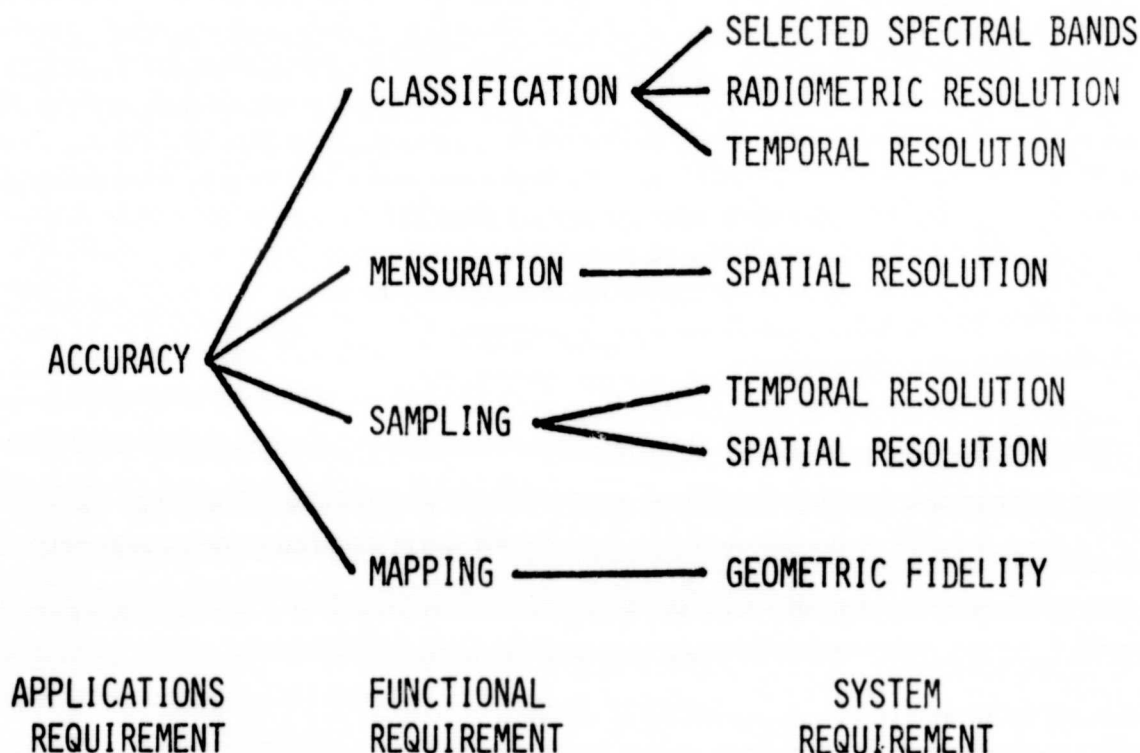 SELECTED SPECTRAL BANDS
CLASSIFICATION
RADIOMETRIC RESOLUTION
TEMPORAL RESOLUTION
MENSURATION
SPATIAL RESOLUTION
ACCURACY
TEMPORAL RESOLUTION
SAMPLING
SPATIAL RESOLUTION
MAPPING
GEOMETRIC FIDELITY
APPLICATIONS
REQUIREMENT
FUNCTIONAL
REQUIREMENT
SYSTEM
REQUIREMENT